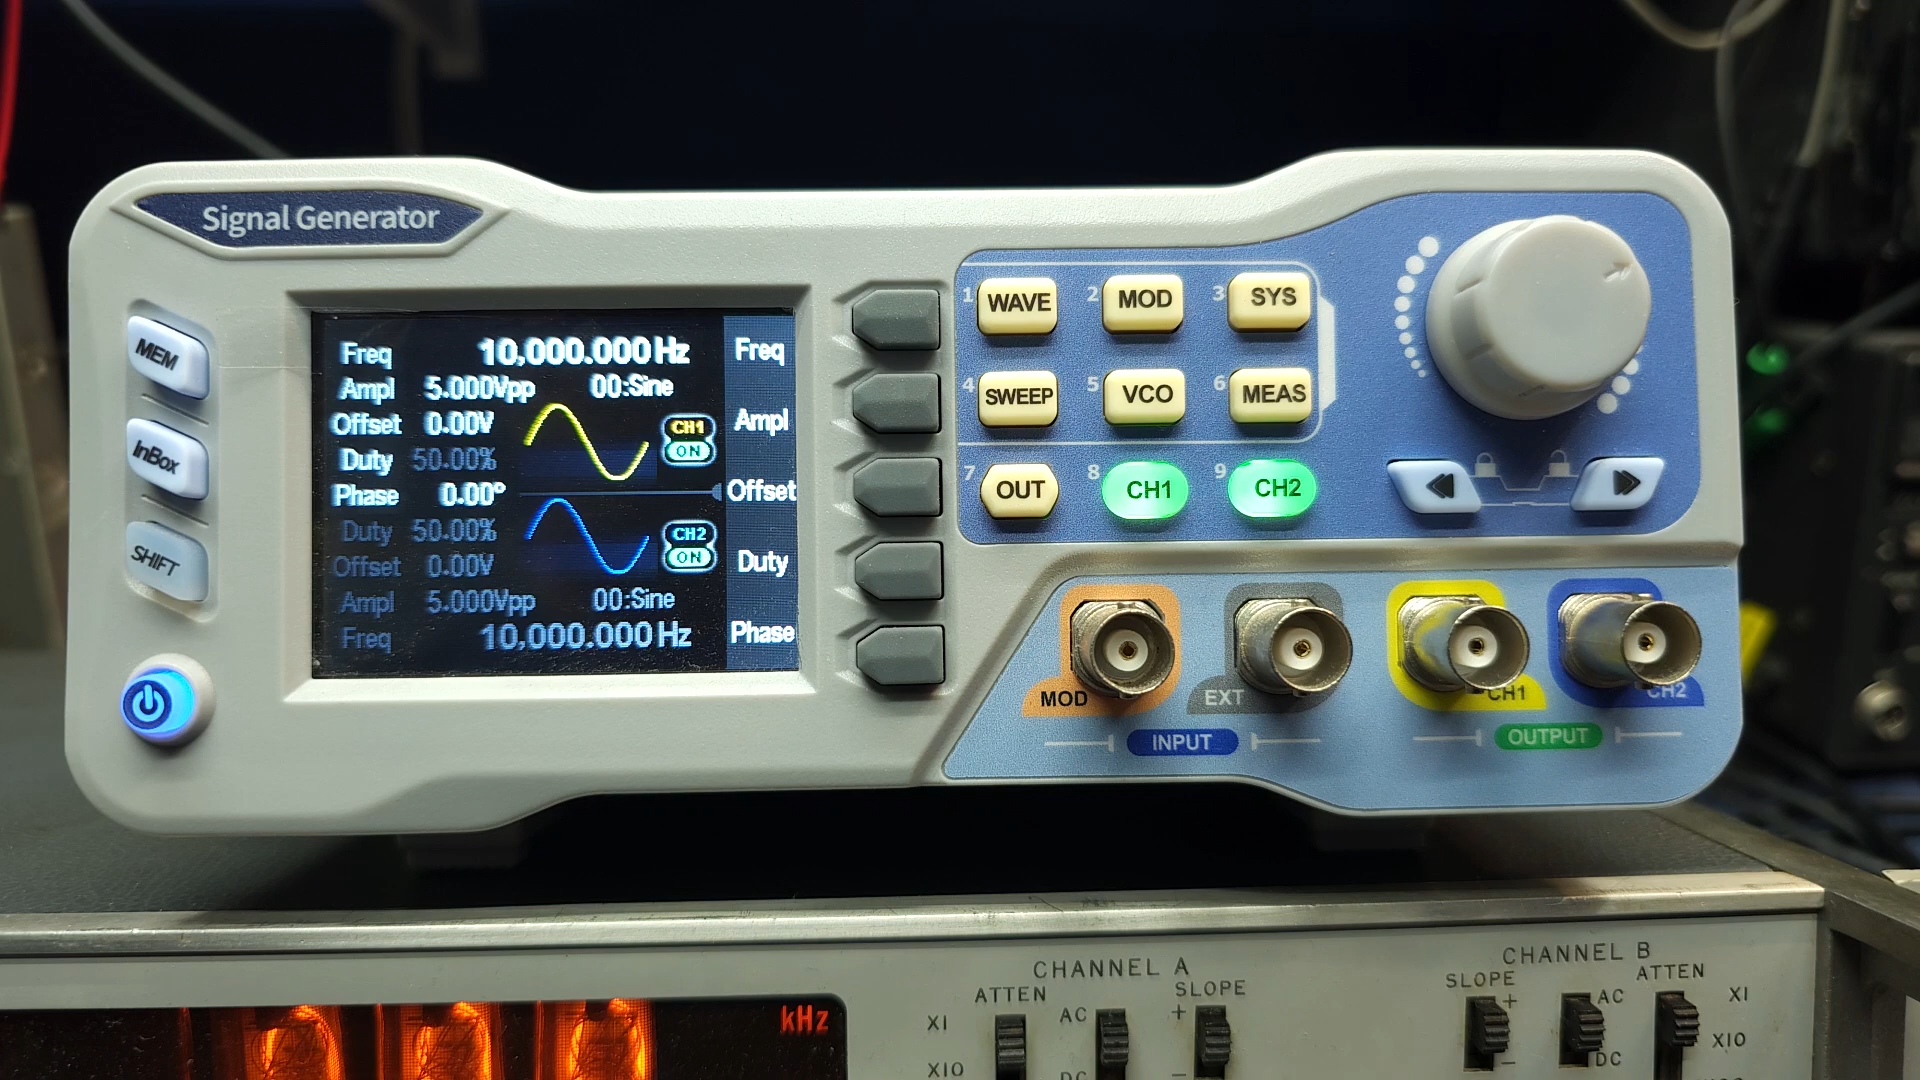 Signal Generator
MEM
InBox
SHIFT
Freq 10,000.000Hz
Ampl 5.000Vpp 00:Sine
Offset 0.00V
Duty 50.00%
Phase 0.00°
Duty 50.00%
Offset 0.00V
Ampl 5.000Vpp 00:Sine
Freq 10,000.000Hz
CH1
ON
CH2
ON
Freq
Ampl
Offset
Duty
Phase
1 WAVE 2 MOD 3 SYS
4 SWEEP 5 VCO 6 MEAS
7 OUT 8 CH1 9 CH2
MOD EXT CH1 CH2
INPUT OUTPUT
kHz
CHANNEL A
ATTEN SLOPE
X1 AC +
X10 DC −
CHANNEL B
SLOPE ATTEN
+ AC X1
− DC X10